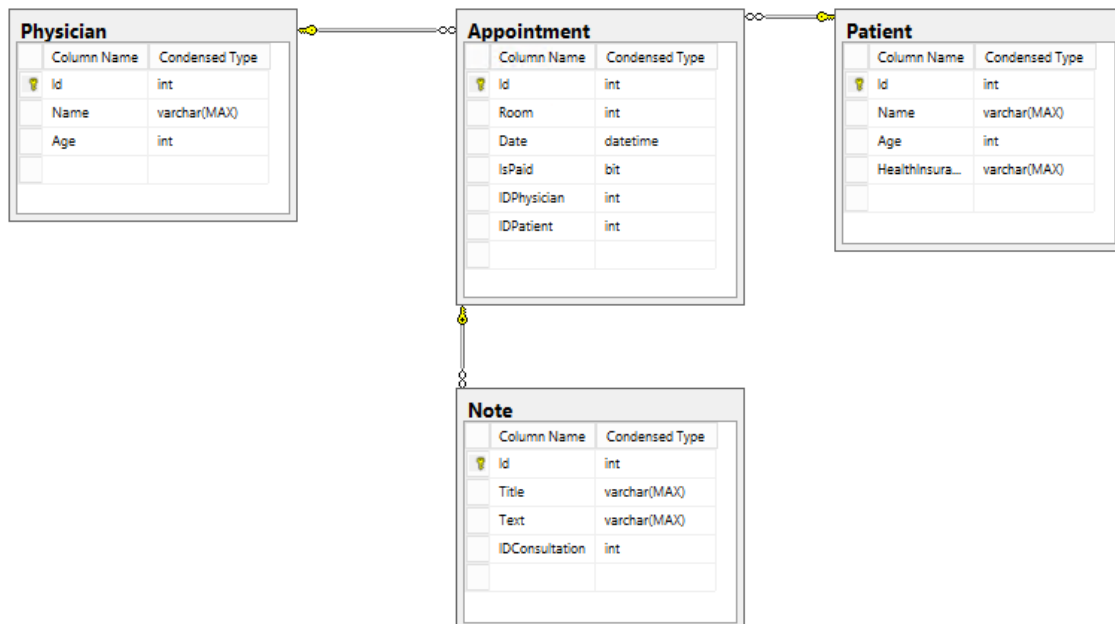 Physician
Column Name Condensed Type
Id int
Name varchar(MAX)
Age int
Appointment
Column Name Condensed Type
Id int
Room int
Date datetime
IsPaid bit
IDPhysician int
IDPatient int
Patient
Column Name Condensed Type
Id int
Name varchar(MAX)
Age int
HealthInsura... varchar(MAX)
Note
Column Name Condensed Type
Id int
Title varchar(MAX)
Text varchar(MAX)
IDConsultation int